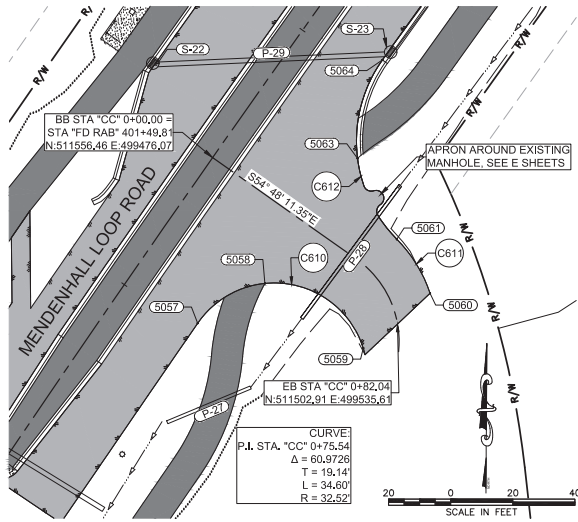 R/W
R/W
S-22
P-29
S-23
5064
R/W
R/W
BB STA "CC" 0+00.00 =
STA "FD RAB" 401+49.81
N:511556.46 E:499476.07
5063
APRON AROUND EXISTING
MANHOLE, SEE E SHEETS
C612
S54° 48' 11.35"E
MENDENHALL LOOP ROAD
R/W
5061
P-28
C611
5058
C610
R/W
5057
5060
R/W
5059
EB STA "CC" 0+82.04
N:511502.91 E:499535.61
R/W
P-27
CURVE:
P.I. STA. "CC" 0+75.54
Δ = 60.9726
T = 19.14'
L = 34.60'
R = 32.52'
20 0 20 40
SCALE IN FEET